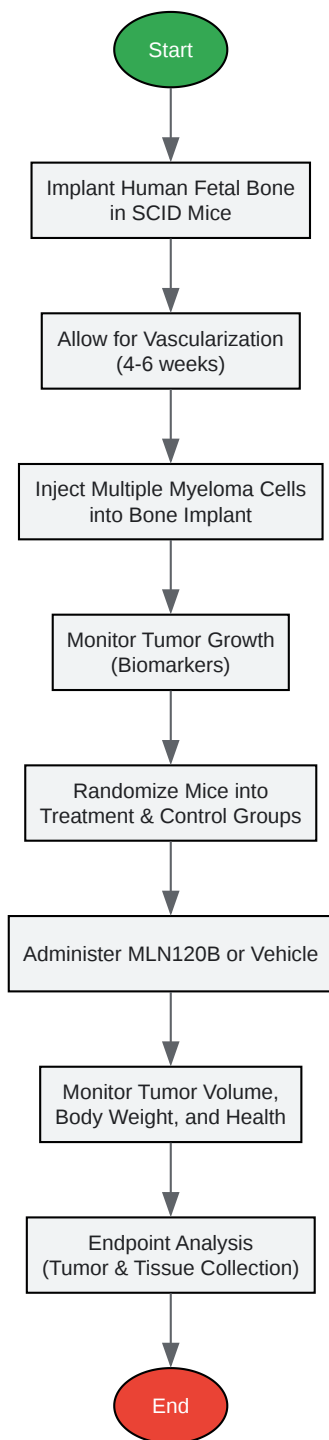 Start
Implant Human Fetal Bone
in SCID Mice
Allow for Vascularization
(4-6 weeks)
Inject Multiple Myeloma Cells
into Bone Implant
Monitor Tumor Growth
(Biomarkers)
Randomize Mice into
Treatment & Control Groups
Administer MLN120B or Vehicle
Monitor Tumor Volume,
Body Weight, and Health
Endpoint Analysis
(Tumor & Tissue Collection)
End